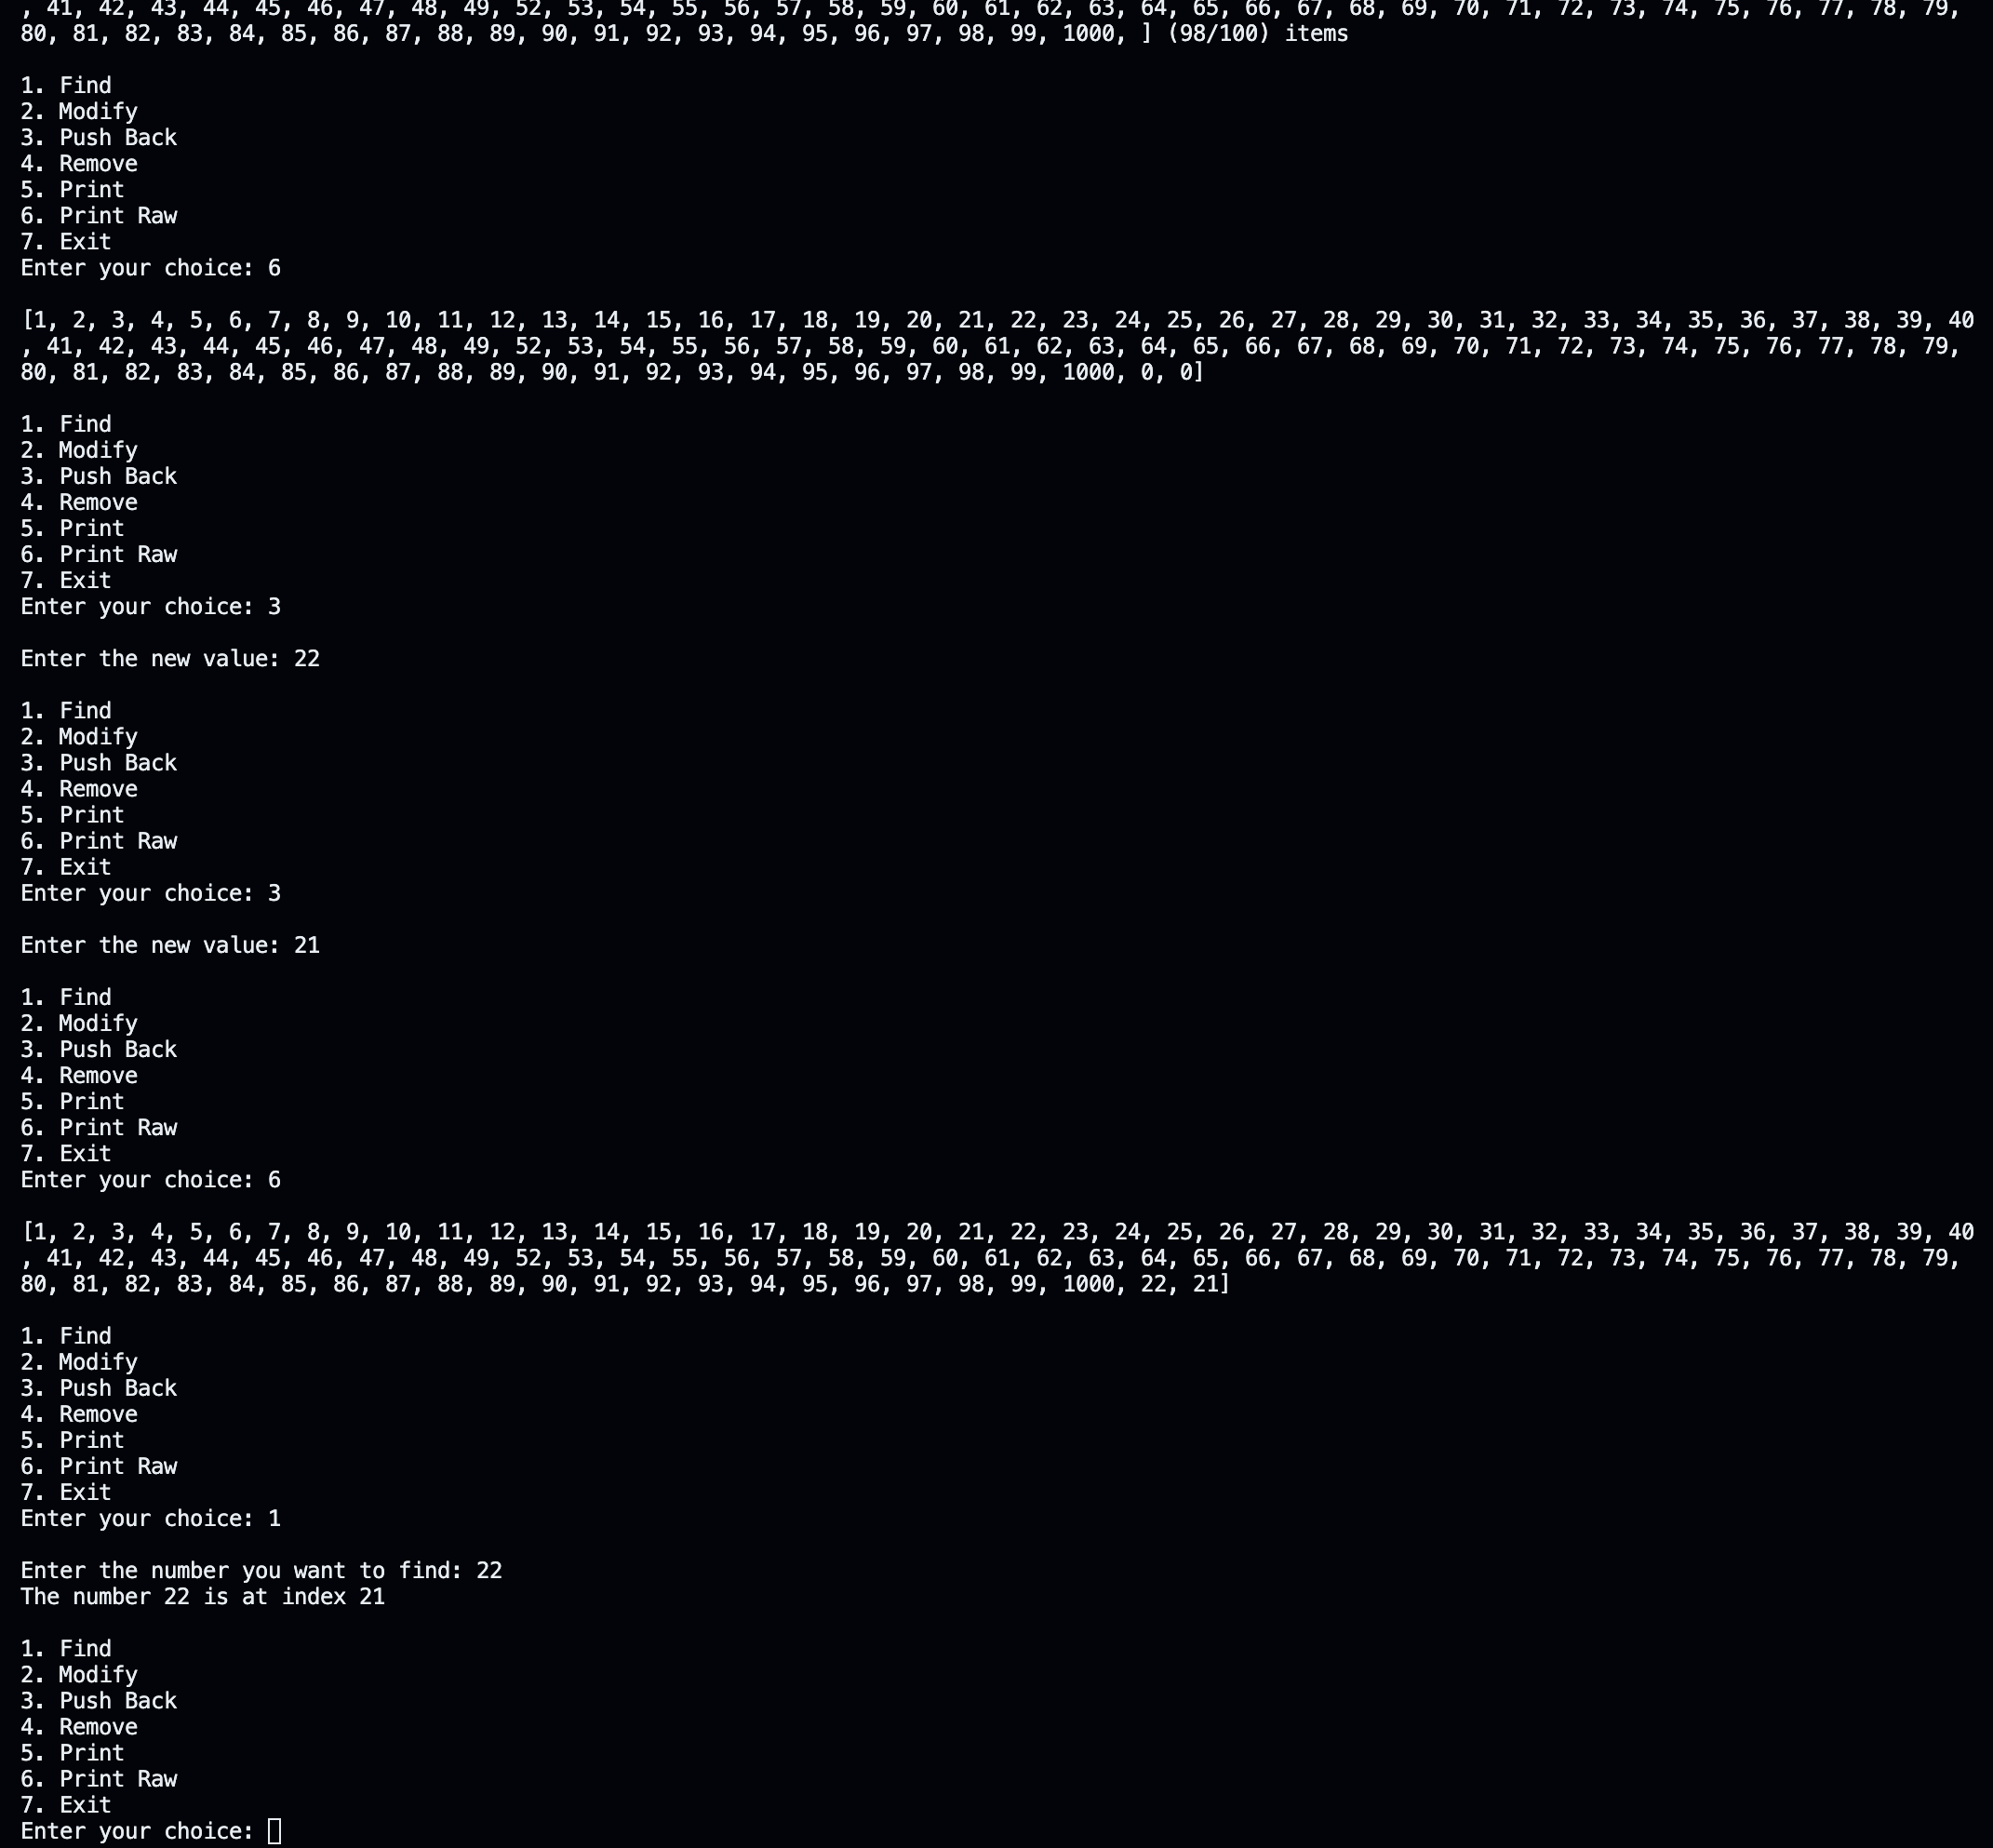 , 41, 42, 43, 44, 45, 46, 47, 48, 49, 52, 53, 54, 55, 56, 57, 58, 59, 60, 61, 62, 63, 64, 65, 66, 67, 68, 69, 70, 71, 72, 73, 74, 75, 76, 77, 78, 79,
80, 81, 82, 83, 84, 85, 86, 87, 88, 89, 90, 91, 92, 93, 94, 95, 96, 97, 98, 99, 1000, ] (98/100) items
1. Find
2. Modify
3. Push Back
4. Remove
5. Print
6. Print Raw
7. Exit
Enter your choice: 6
[1, 2, 3, 4, 5, 6, 7, 8, 9, 10, 11, 12, 13, 14, 15, 16, 17, 18, 19, 20, 21, 22, 23, 24, 25, 26, 27, 28, 29, 30, 31, 32, 33, 34, 35, 36, 37, 38, 39, 40
, 41, 42, 43, 44, 45, 46, 47, 48, 49, 52, 53, 54, 55, 56, 57, 58, 59, 60, 61, 62, 63, 64, 65, 66, 67, 68, 69, 70, 71, 72, 73, 74, 75, 76, 77, 78, 79,
80, 81, 82, 83, 84, 85, 86, 87, 88, 89, 90, 91, 92, 93, 94, 95, 96, 97, 98, 99, 1000, 0, 0]
1. Find
2. Modify
3. Push Back
4. Remove
5. Print
6. Print Raw
7. Exit
Enter your choice: 3
Enter the new value: 22
1. Find
2. Modify
3. Push Back
4. Remove
5. Print
6. Print Raw
7. Exit
Enter your choice: 3
Enter the new value: 21
1. Find
2. Modify
3. Push Back
4. Remove
5. Print
6. Print Raw
7. Exit
Enter your choice: 6
[1, 2, 3, 4, 5, 6, 7, 8, 9, 10, 11, 12, 13, 14, 15, 16, 17, 18, 19, 20, 21, 22, 23, 24, 25, 26, 27, 28, 29, 30, 31, 32, 33, 34, 35, 36, 37, 38, 39, 40
, 41, 42, 43, 44, 45, 46, 47, 48, 49, 52, 53, 54, 55, 56, 57, 58, 59, 60, 61, 62, 63, 64, 65, 66, 67, 68, 69, 70, 71, 72, 73, 74, 75, 76, 77, 78, 79,
80, 81, 82, 83, 84, 85, 86, 87, 88, 89, 90, 91, 92, 93, 94, 95, 96, 97, 98, 99, 1000, 22, 21]
1. Find
2. Modify
3. Push Back
4. Remove
5. Print
6. Print Raw
7. Exit
Enter your choice: 1
Enter the number you want to find: 22
The number 22 is at index 21
1. Find
2. Modify
3. Push Back
4. Remove
5. Print
6. Print Raw
7. Exit
Enter your choice: